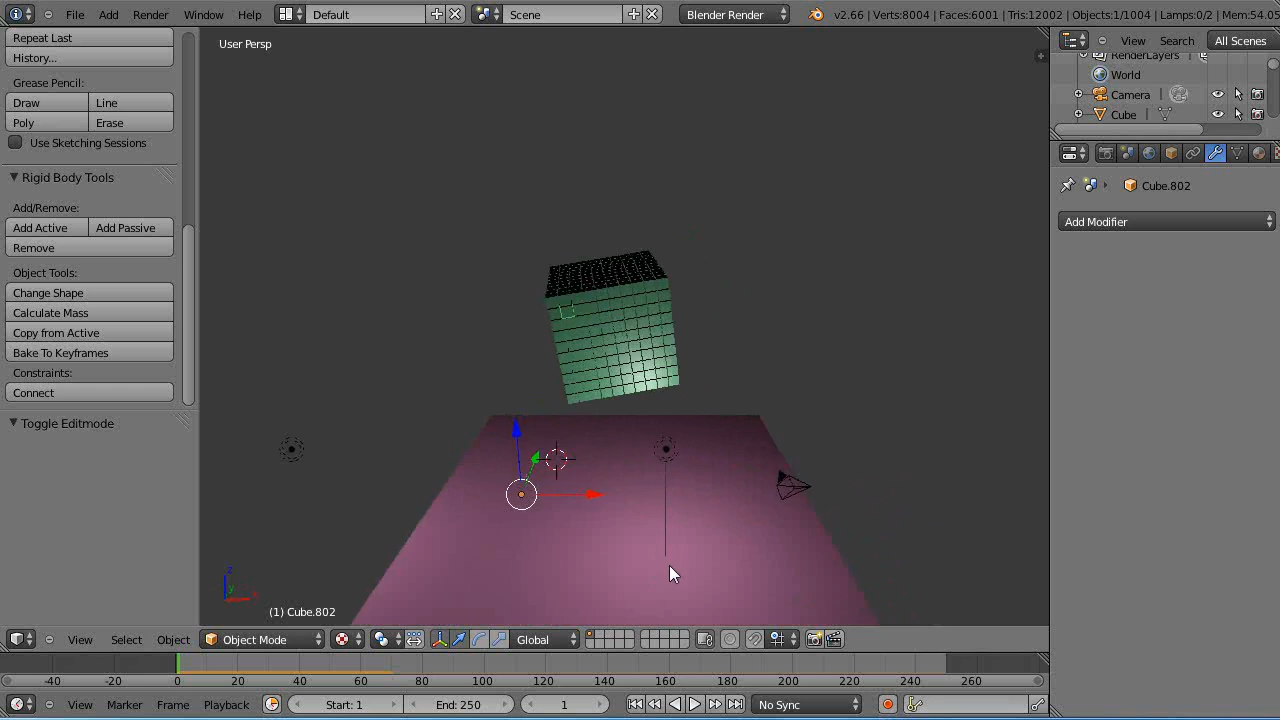 File Add Render Window Help Default Scene Blender Render v2.66 | Verts:8004 | Faces:6001 | Tris:12002 | Objects:1/1004 | Lamps:0/2 | Mem:54.05
Repeat Last
History...
Grease Pencil:
Draw Line
Poly Erase
Use Sketching Sessions
Rigid Body Tools
Add/Remove:
Add Active Add Passive
Remove
Object Tools:
Change Shape
Calculate Mass
Copy from Active
Bake To Keyframes
Constraints:
Connect
Toggle Editmode
User Persp
z
y
x
(1) Cube.802
View Select Object Object Mode Global
View Search All Scenes
RenderLayers
World
Camera
Cube
Cube.802
Add Modifier
-40 -20 0 20 40 60 80 100 120 140 160 180 200 220 240 260
View Marker Frame Playback Start: 1 End: 250 1 No Sync